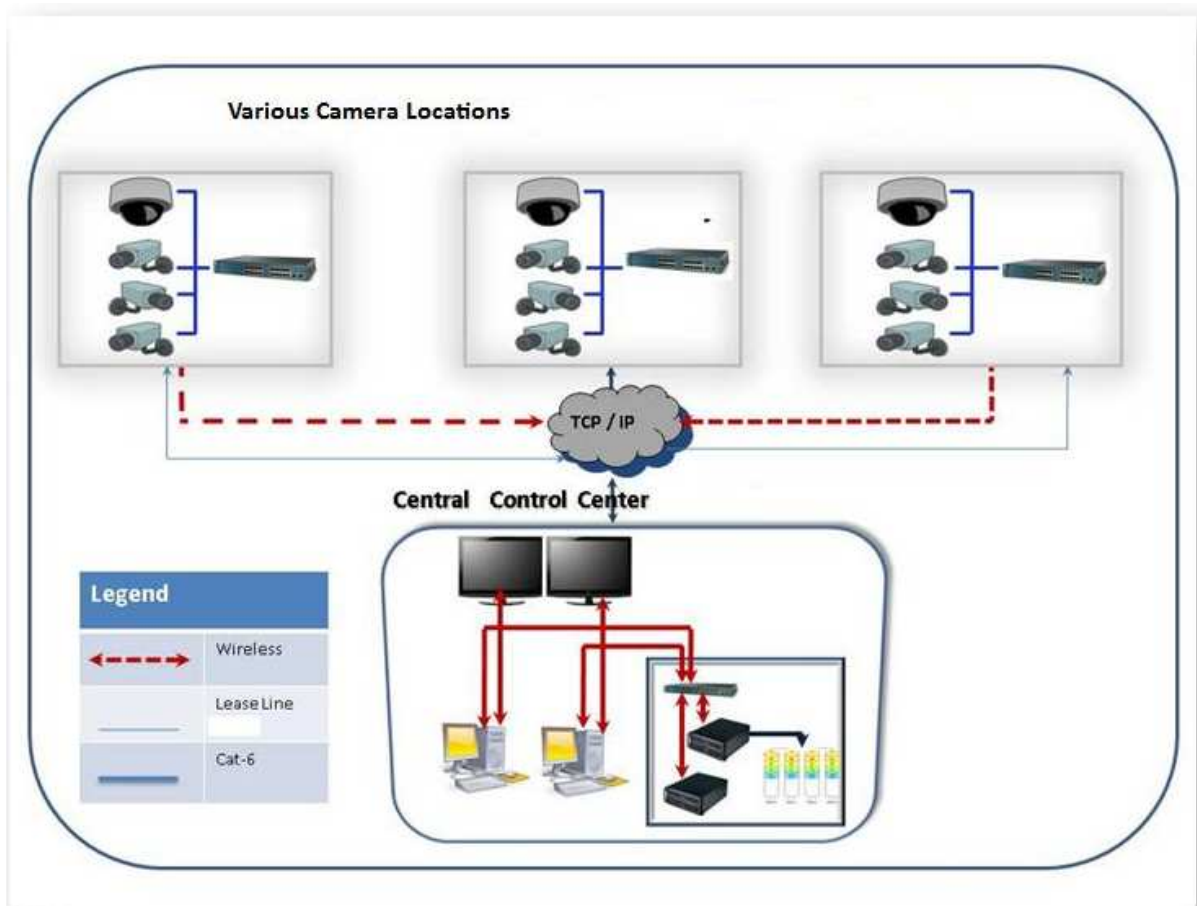 Various Camera Locations
TCP / IP
Central Control Center
Legend
Wireless
Lease Line
Cat-6